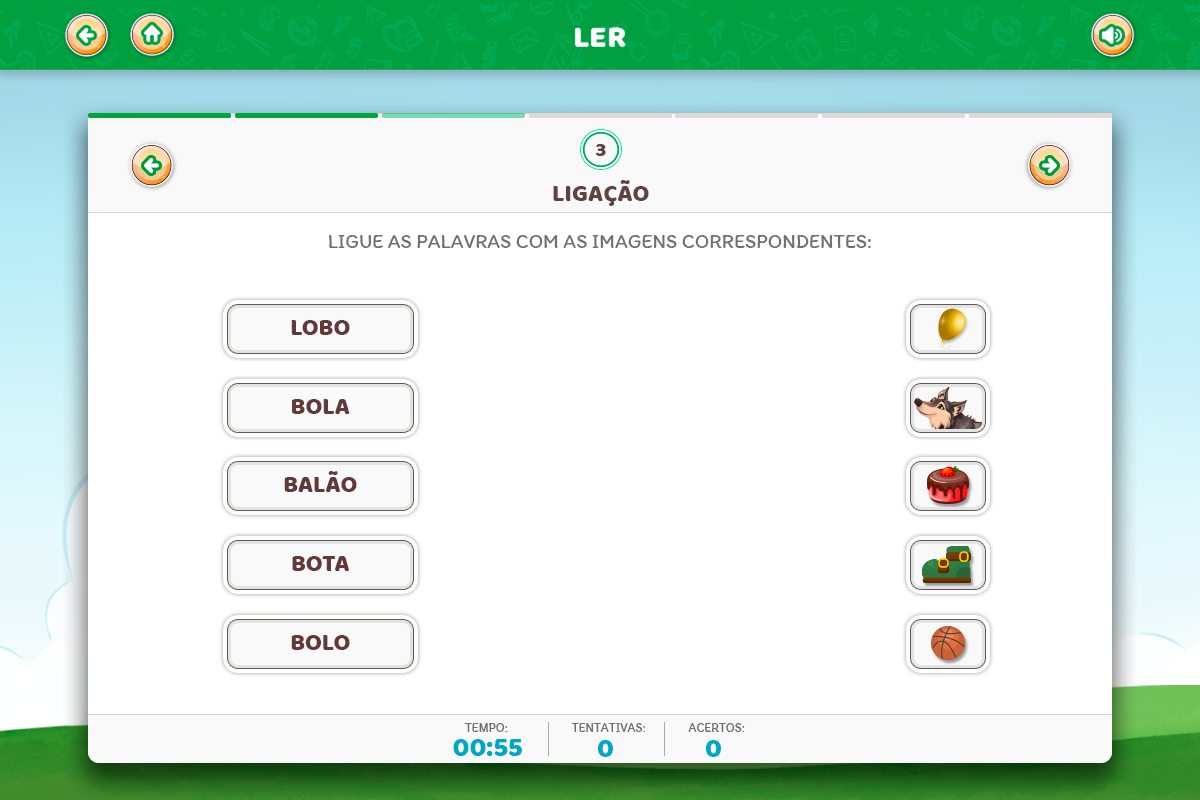 LER
3
LIGAÇÃO
LIGUE AS PALAVRAS COM AS IMAGENS CORRESPONDENTES:
LOBO
BOLA
BALÃO
BOTA
BOLO
TEMPO: TENTATIVAS: ACERTOS:
00:55 0 0